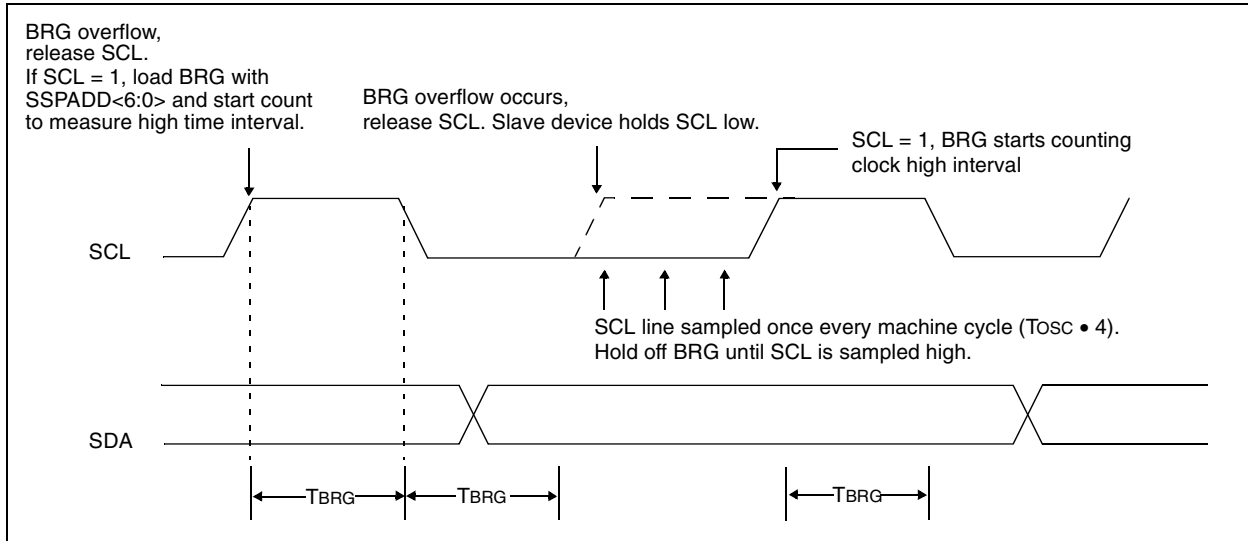 BRG overflow,
release SCL.
If SCL = 1, load BRG with
SSPADD<6:0> and start count
to measure high time interval.
BRG overflow occurs,
release SCL. Slave device holds SCL low.
SCL = 1, BRG starts counting
clock high interval
SCL
SCL line sampled once every machine cycle (TOSC • 4).
Hold off BRG until SCL is sampled high.
SDA
TBRG
TBRG
TBRG